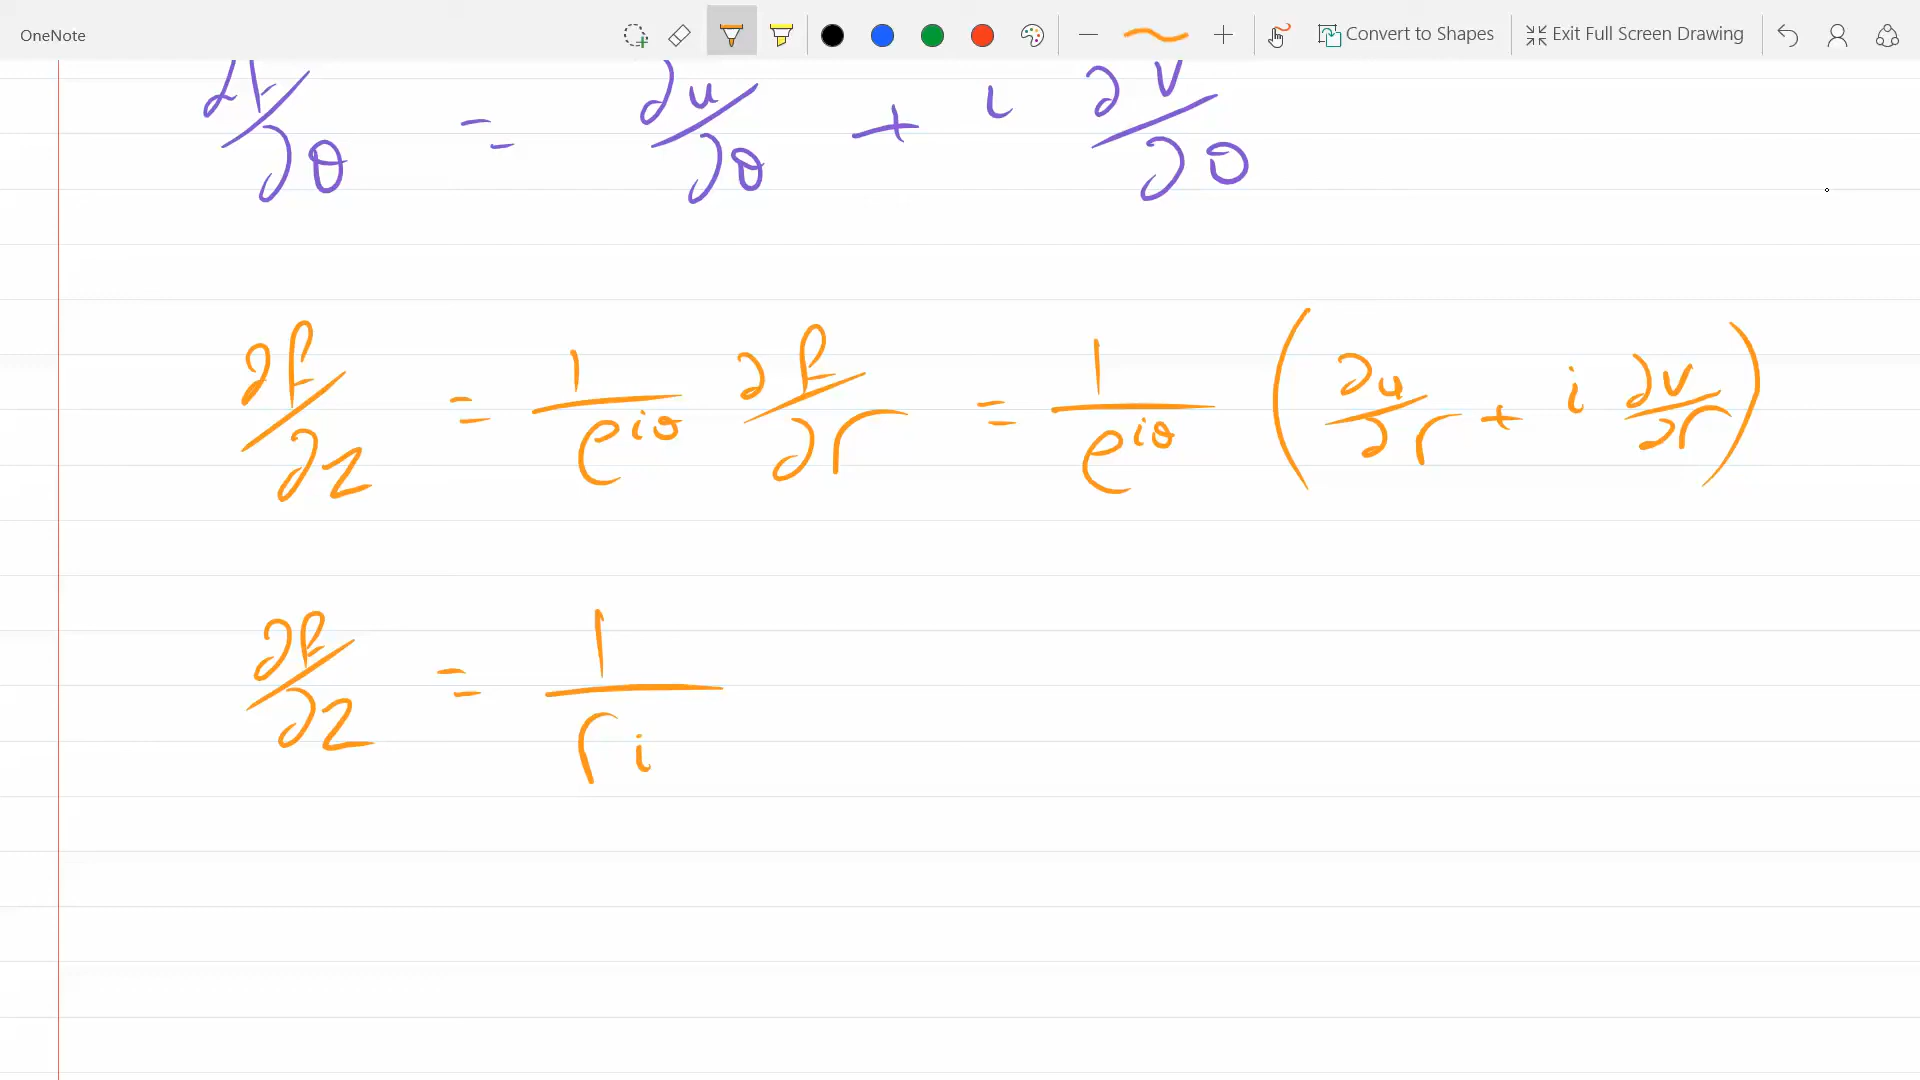 OneNote Convert to Shapes Exit Full Screen Drawing
∂f/∂θ = ∂u/∂θ + i ∂v/∂θ
∂f/∂z = 1/e^{iθ} ∂f/∂r = 1/e^{iθ} (∂u/∂r + i ∂v/∂r)
∂f/∂z = 1/ri